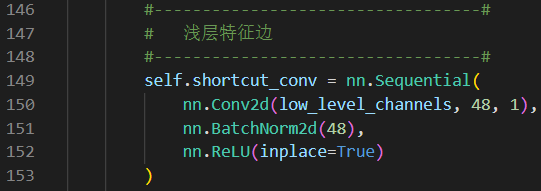 146 #----------------------------------#
147 #   浅层特征边
148 #----------------------------------#
149 self.shortcut_conv = nn.Sequential(
150     nn.Conv2d(low_level_channels, 48, 1),
151     nn.BatchNorm2d(48),
152     nn.ReLU(inplace=True)
153 )